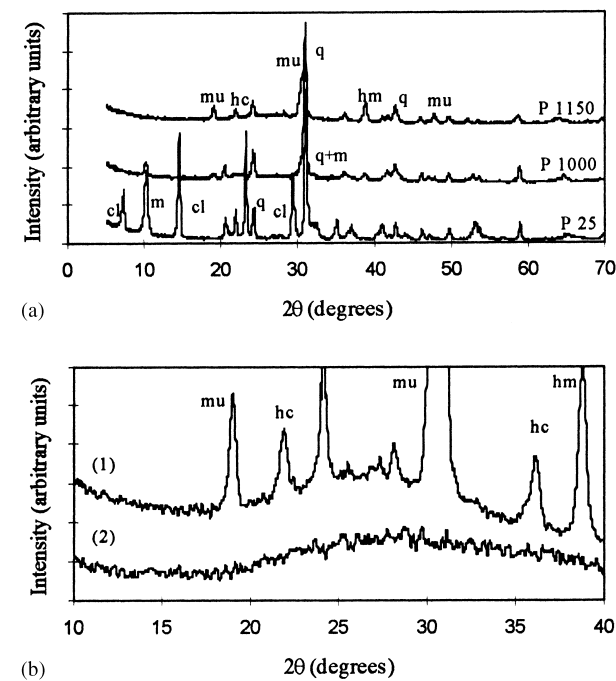 Intensity (arbitrary units)
mu
q
mu
hc
hm
q
mu
P 1150
q+m
P 1000
cl
m
cl
q
cl
P 25
0
10
20
30
40
50
60
70
2θ (degrees)
(a)
Intensity (arbitrary units)
mu
hc
mu
hc
hm
(1)
(2)
10
15
20
25
30
35
40
2θ (degrees)
(b)